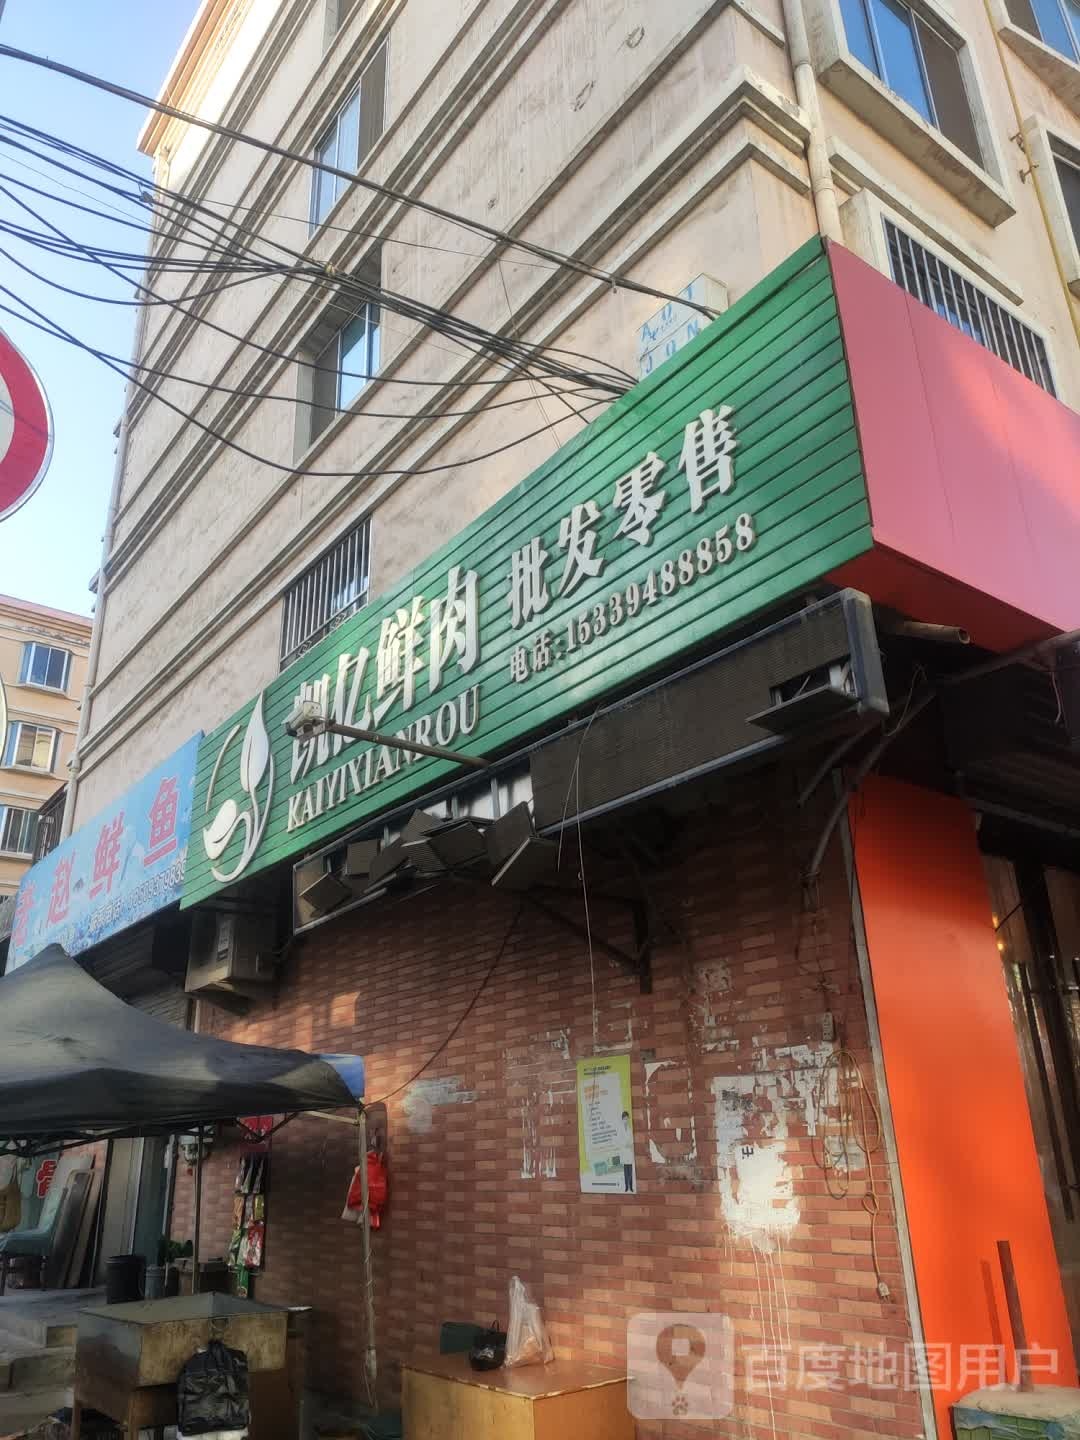 凯亿鲜肉
KAIYIXIANROU
批发零售
电话:15339488858
老赵鲜鱼
百度地图用户